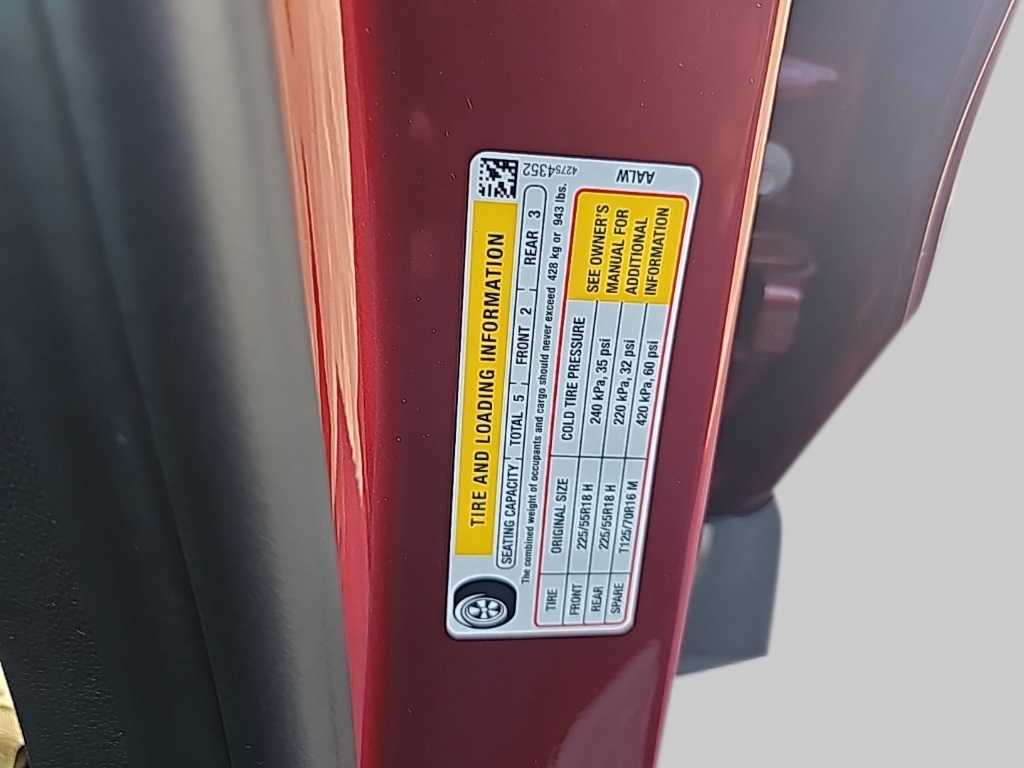 TIRE AND LOADING INFORMATION
SEATING CAPACITY TOTAL 5 FRONT 2 REAR 3
42754352
The combined weight of occupants and cargo should never exceed 428 kg or 943 lbs.
TIRE ORIGINAL SIZE COLD TIRE PRESSURE
FRONT 225/55R18 H 240 kPa, 35 psi
REAR 225/55R18 H 220 kPa, 32 psi
SPARE T125/70R16 M 420 kPa, 60 psi
SEE OWNER'S
MANUAL FOR
ADDITIONAL
INFORMATION
AALW